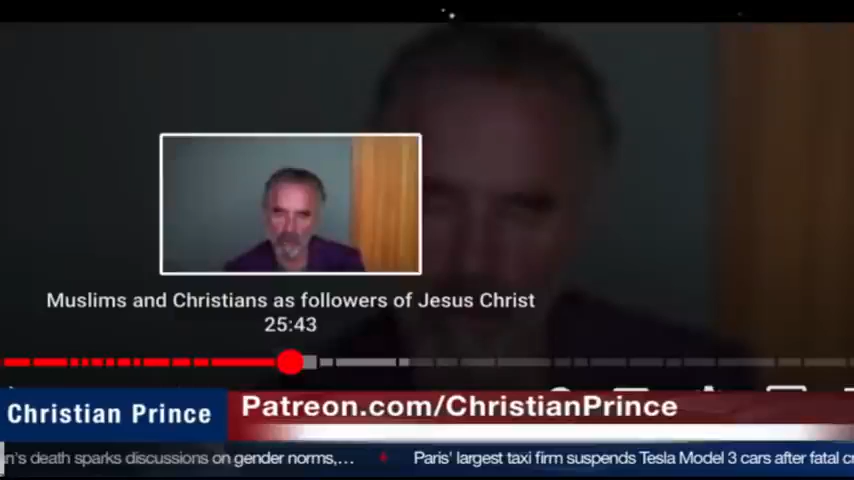 Muslims and Christians as followers of Jesus Christ
25:43
Christian Prince
Patreon.com/ChristianPrince
death sparks discussions on gender norms,... Paris' largest taxi firm suspends Tesla Model 3 cars after fatal